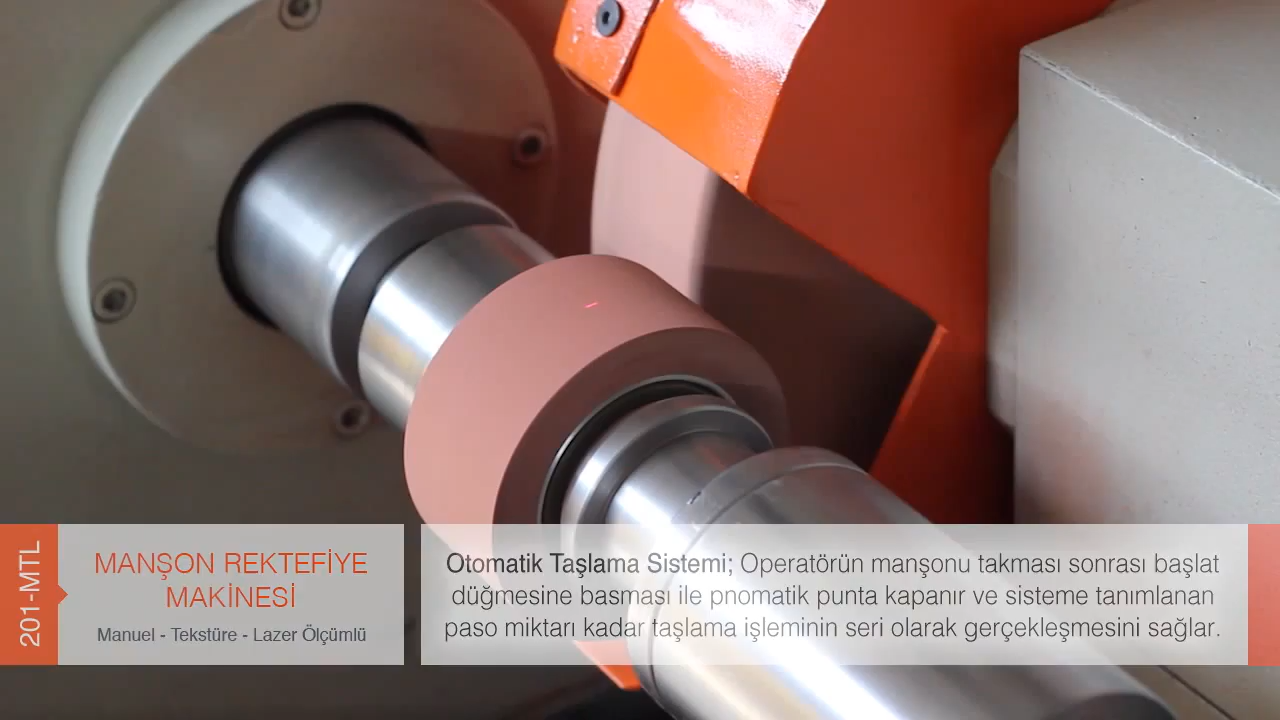 201-MTL
MANŞON REKTEFİYE
MAKİNESİ
Manuel - Tekstüre - Lazer Ölçümlü
Otomatik Taşlama Sistemi; Operatörün manşonu takması sonrası başlat
düğmesine basması ile pnomatik punta kapanır ve sisteme tanımlanan
paso miktarı kadar taşlama işleminin seri olarak gerçekleşmesini sağlar.